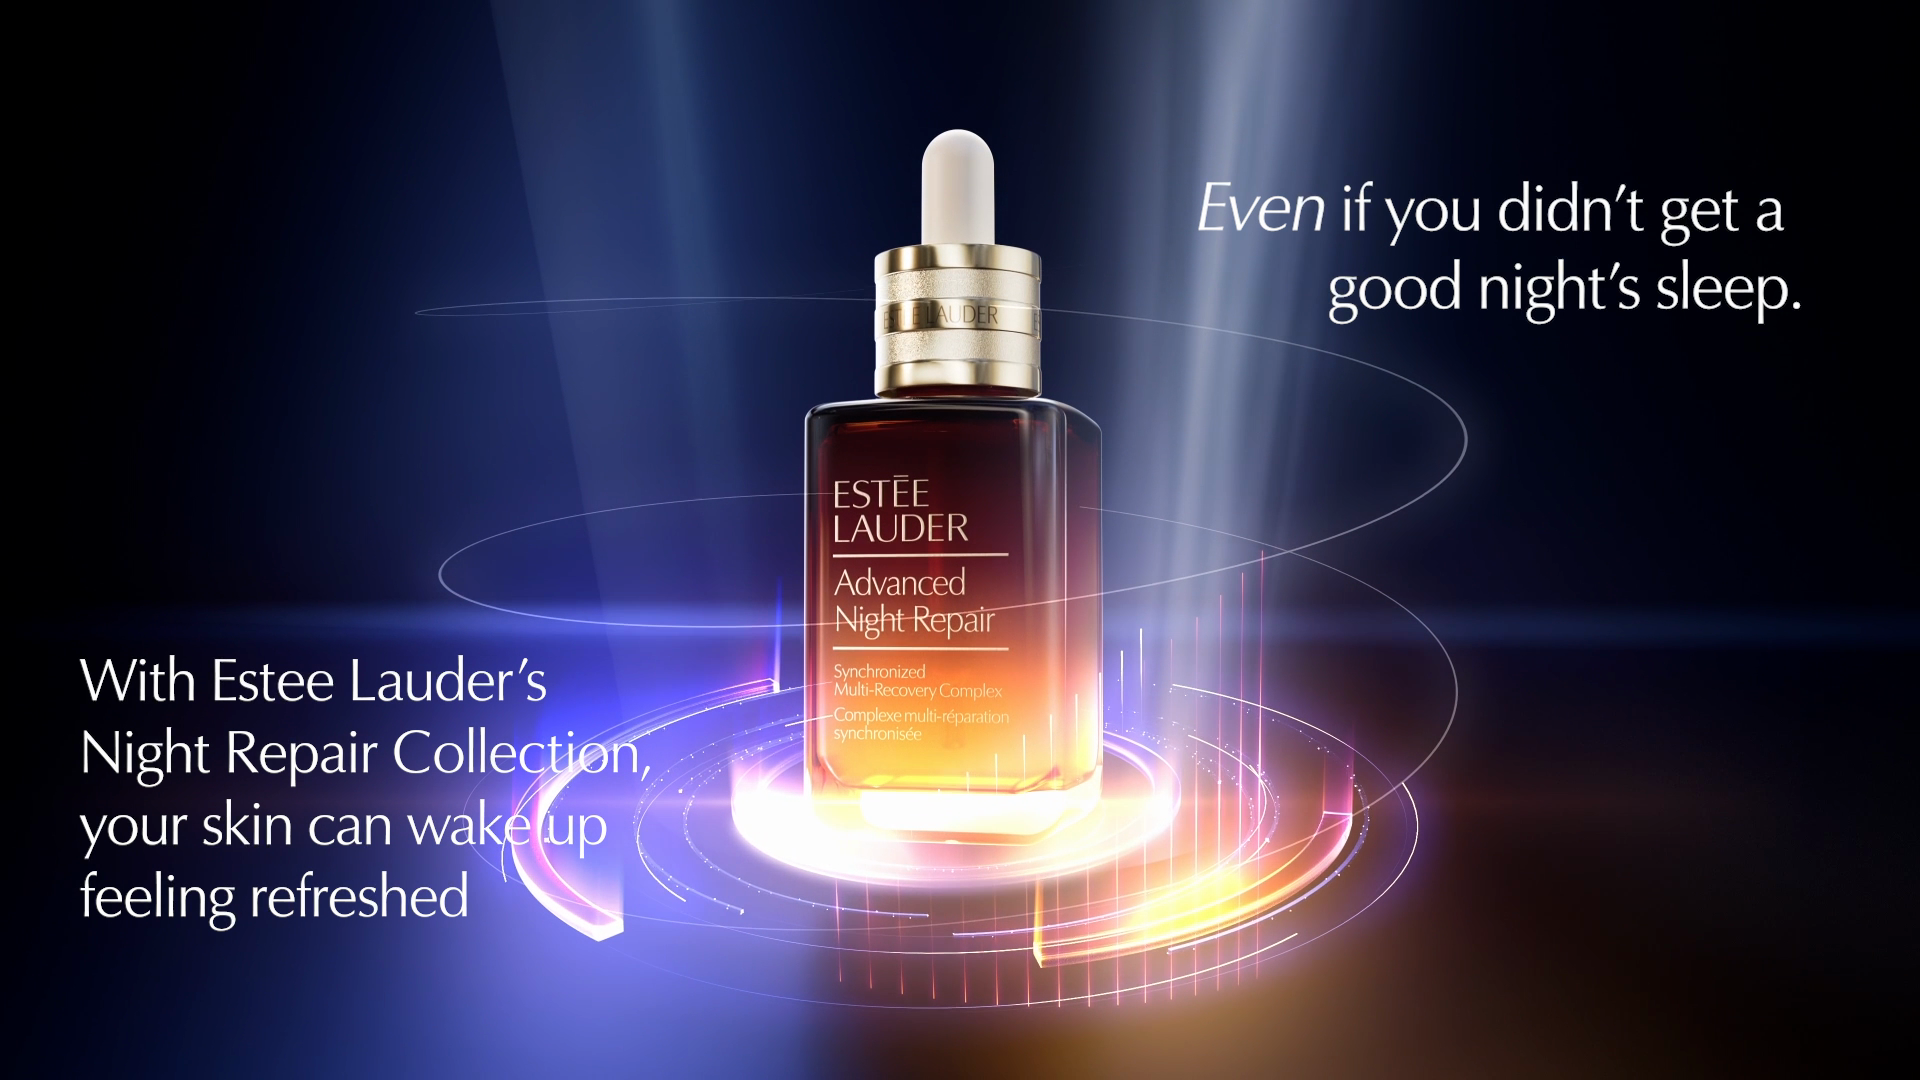 Even if you didn't get a
good night's sleep.
LAUDER
ESTĒE
LAUDER
Advanced
Night Repair
Synchronized
Multi-Recovery Complex
Complexe multi-réparation
synchronisée
With Estee Lauder's
Night Repair Collection,
your skin can wake up
feeling refreshed